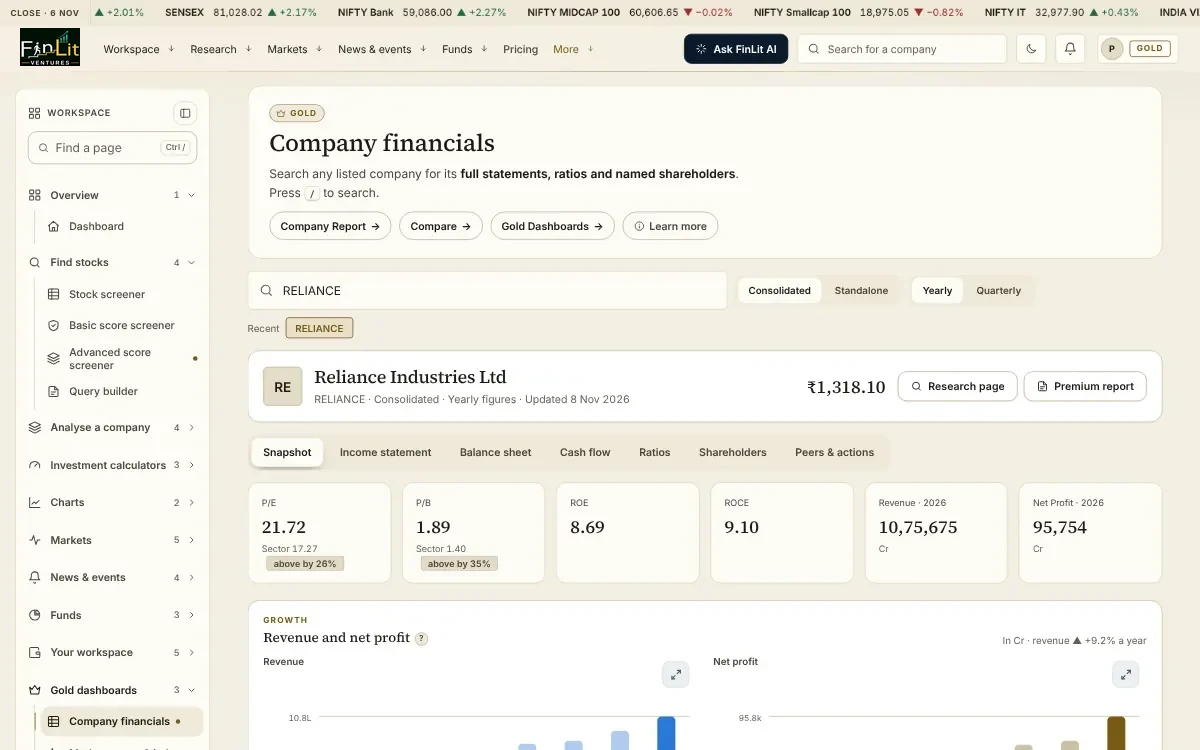 CLOSE · 6 NOV ▲ +2.01% SENSEX 81,028.02 ▲ +2.17% NIFTY Bank 59,086.00 ▲ +2.27% NIFTY MIDCAP 100 60,606.65 ▼ −0.02% NIFTY Smallcap 100 18,975.05 ▼ −0.82% NIFTY IT 32,977.90 ▲ +0.43% INDIA VI
FinLit
VENTURES
Workspace Research Markets News & events Funds Pricing More Ask FinLit AI Search for a company P GOLD
WORKSPACE
Find a page Ctrl /
Overview 1
Dashboard
Find stocks 4
Stock screener
Basic score screener
Advanced score
screener
Query builder
Analyse a company 4
Investment calculators 3
Charts 2
Markets 5
News & events 4
Funds 3
Your workspace 5
Gold dashboards 3
Company financials
GOLD
Company financials
Search any listed company for its full statements, ratios and named shareholders.
Press / to search.
Company Report → Compare → Gold Dashboards → Learn more
RELIANCE Consolidated Standalone Yearly Quarterly
Recent RELIANCE
RE
Reliance Industries Ltd
RELIANCE · Consolidated · Yearly figures · Updated 8 Nov 2026
₹1,318.10 Research page Premium report
Snapshot Income statement Balance sheet Cash flow Ratios Shareholders Peers & actions
P/E
21.72
Sector 17.27
above by 26%
P/B
1.89
Sector 1.40
above by 35%
ROE
8.69
ROCE
9.10
Revenue · 2026
10,75,675
Cr
Net Profit · 2026
95,754
Cr
GROWTH
Revenue and net profit ?
In Cr · revenue ▲ +9.2% a year
Revenue
10.8L
Net profit
95.8k